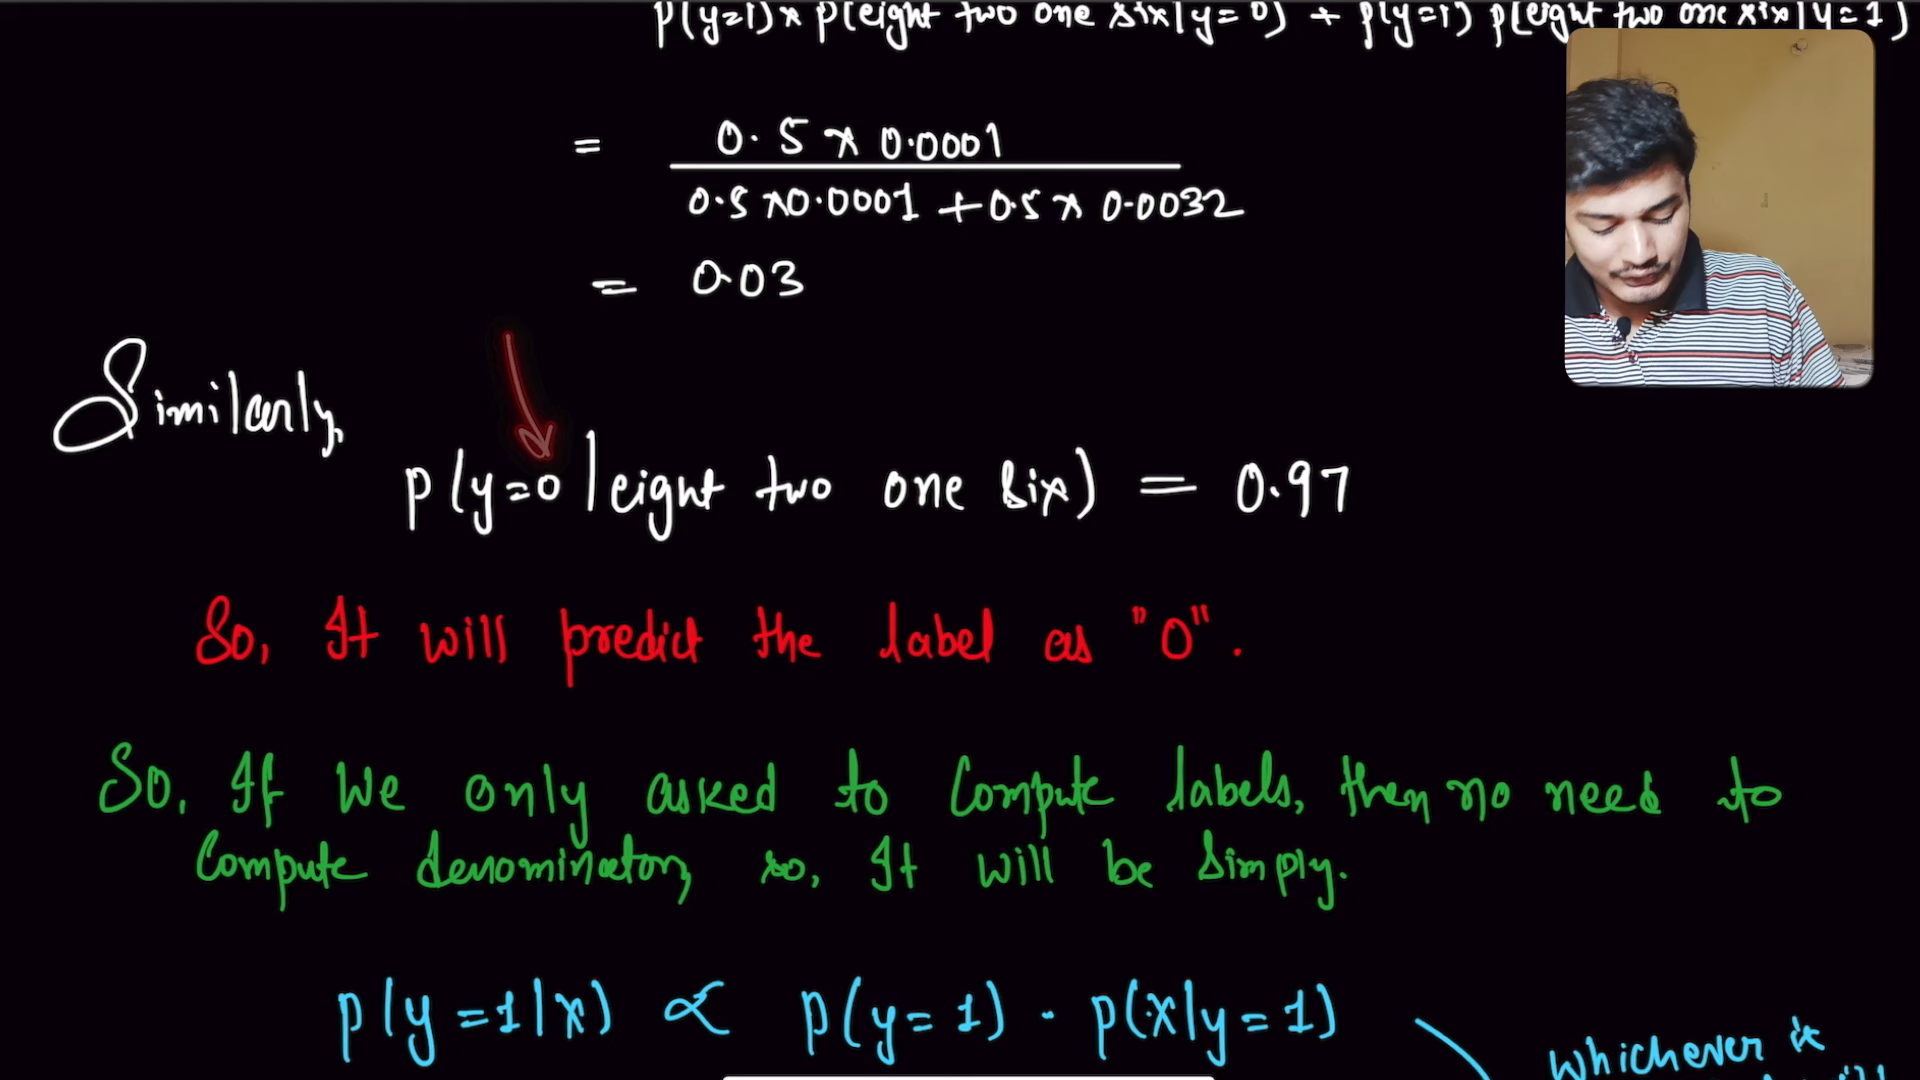 p(y=1)x p(eight two one six|y=0) + p(y=1) p(eight two one six|y=1)
= 0.5 x 0.0001
0.5 x0.0001 +0.5 x 0.0032
= 0.03
Similarly,
p(y=0|eight two one six) = 0.97
So, It will predict the label as "0".
So, If we only asked to compute labels, then no need to
compute denominator, so, It will be simply.
p(y=1|x) ∝ p(y=1) · p(x|y=1)
whichever is